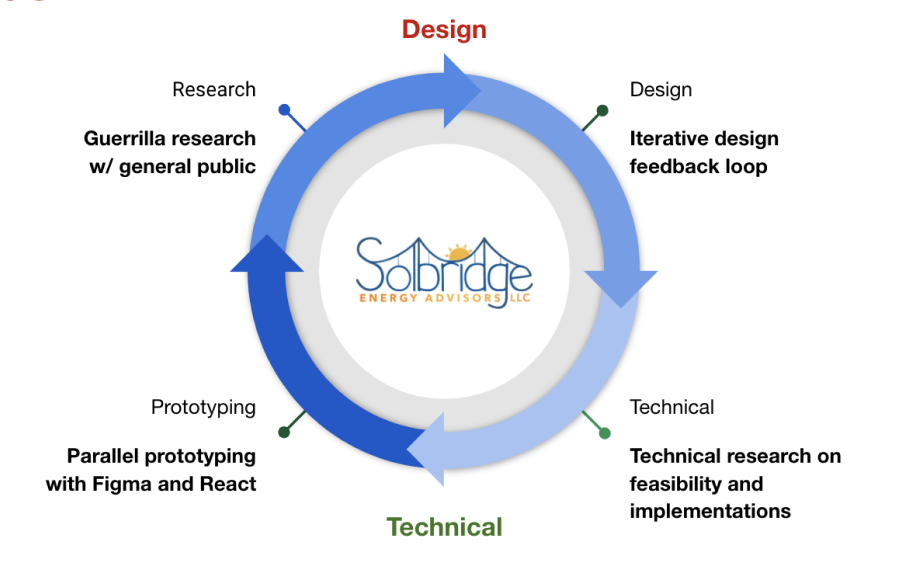 Design
Research
Guerrilla research
w/ general public
Design
Iterative design
feedback loop
Solbridge
ENERGY ADVISORS LLC
Prototyping
Parallel prototyping
with Figma and React
Technical
Technical research on
feasibility and
implementations
Technical